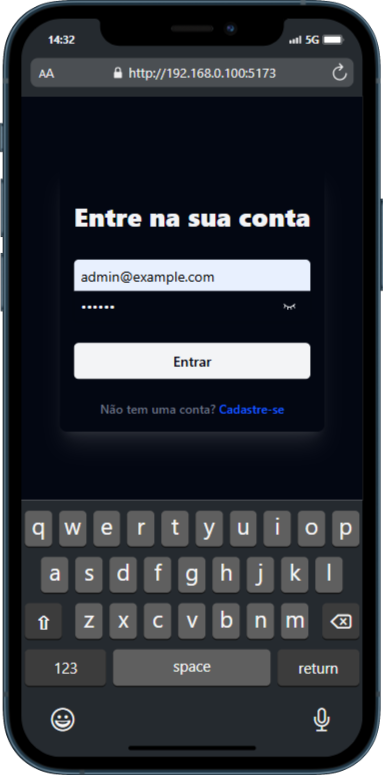 14:32
5G
AA
http://192.168.0.100:5173
Entre na sua conta
admin@example.com
••••••
Entrar
Não tem uma conta? Cadastre-se
q w e r t y u i o p
a s d f g h j k l
z x c v b n m
123 space return